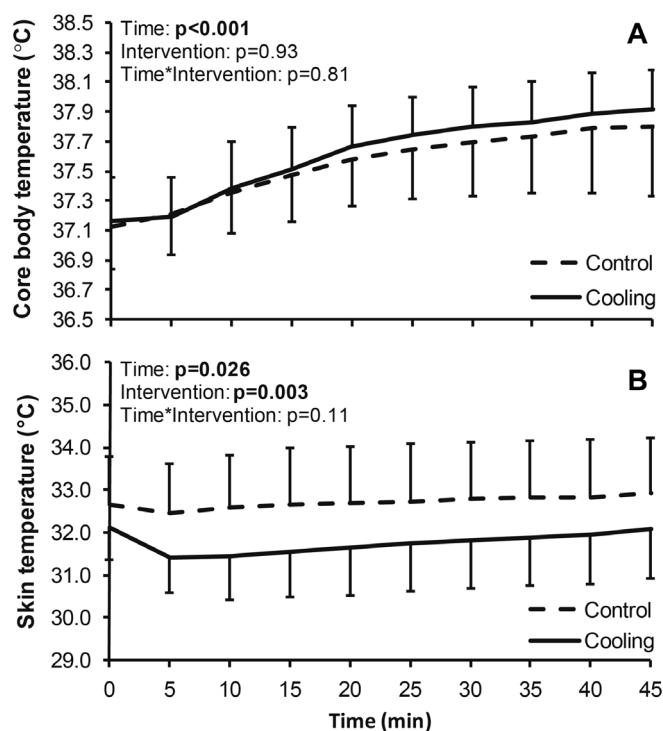 Core body temperature (°C)
38.5
38.3
38.1
37.9
37.7
37.5
37.3
37.1
36.9
36.7
36.5
Time: p<0.001
Intervention: p=0.93
Time*Intervention: p=0.81
A
Control
Cooling
Skin temperature (°C)
36.0
35.0
34.0
33.0
32.0
31.0
30.0
29.0
Time: p=0.026
Intervention: p=0.003
Time*Intervention: p=0.11
B
Control
Cooling
0 5 10 15 20 25 30 35 40 45
Time (min)